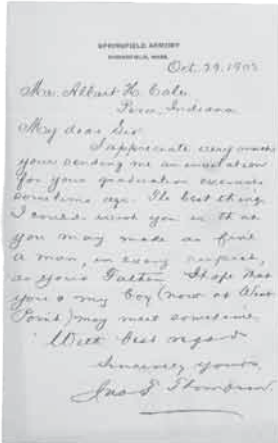 SPRINGFIELD ARMORY
SPRINGFIELD, MASS.
Oct. 29, 1903
Mr. Albert H. Cole,
Peru, Indiana
My dear Sir
I appreciate very much
your sending me an invitation
for your graduation exercises
sometime ago. The best thing
I could wish you is that
you may made as fine
a man, in every respect,
as your Father. I hope that
you & my boy (now at West
Point) may meet sometime.
With best regards
Sincerely yours,
Jno T. Thompson